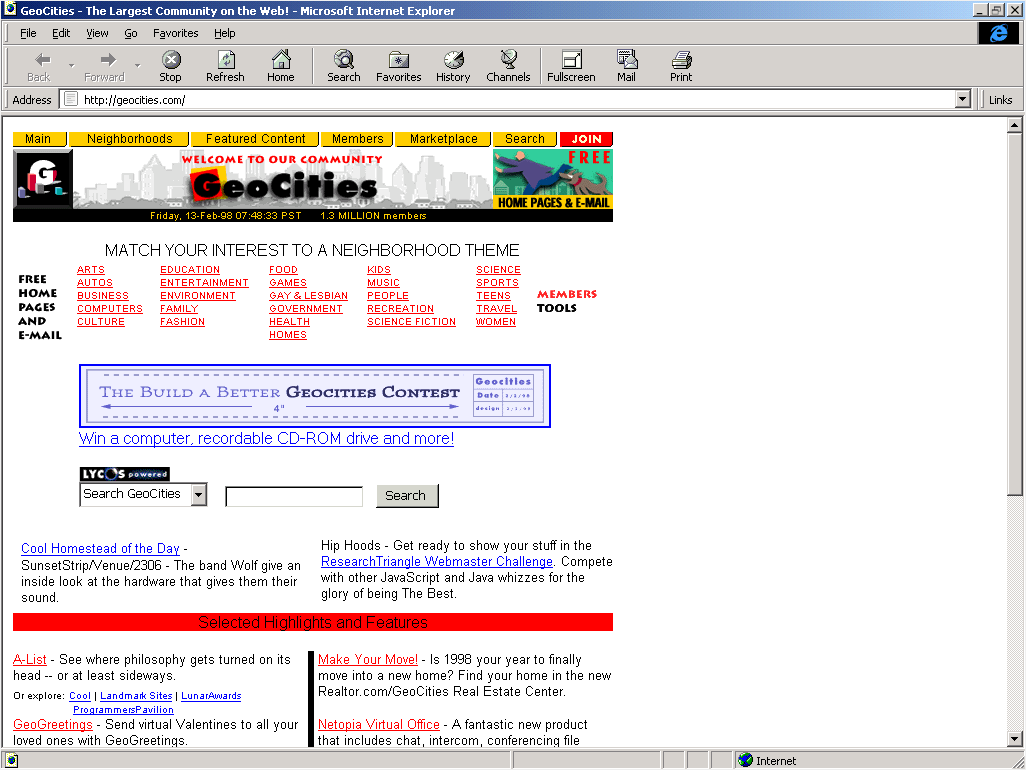 GeoCities - The Largest Community on the Web! - Microsoft Internet Explorer
File Edit View Go Favorites Help
Back Forward Stop Refresh Home Search Favorites History Channels Fullscreen Mail Print
Address http://geocities.com/ Links
Main Neighborhoods Featured Content Members Marketplace Search JOIN
WELCOME TO OUR COMMUNITY
GeoCities
FREE
HOME PAGES & E-MAIL
Friday, 13-Feb-98 07:48:33 PST 1.3 MILLION members
MATCH YOUR INTEREST TO A NEIGHBORHOOD THEME
FREE
HOME
PAGES
AND
E-MAIL
ARTS EDUCATION FOOD KIDS SCIENCE
AUTOS ENTERTAINMENT GAMES MUSIC SPORTS
BUSINESS ENVIRONMENT GAY & LESBIAN PEOPLE TEENS
COMPUTERS FAMILY GOVERNMENT RECREATION TRAVEL
CULTURE FASHION HEALTH SCIENCE FICTION WOMEN
HOMES
MEMBERS
TOOLS
THE BUILD A BETTER GEOCITIES CONTEST
4"
Geocities
Date 2/2/98
design
Win a computer, recordable CD-ROM drive and more!
LYCOS powered
Search GeoCities Search
Cool Homestead of the Day -
SunsetStrip/Venue/2306 - The band Wolf give an
inside look at the hardware that gives them their
sound.
Hip Hoods - Get ready to show your stuff in the
ResearchTriangle Webmaster Challenge. Compete
with other JavaScript and Java whizzes for the
glory of being The Best.
Selected Highlights and Features
A-List - See where philosophy gets turned on its
head -- or at least sideways.
Or explore: Cool | Landmark Sites | LunarAwards
ProgrammersPavilion
GeoGreetings - Send virtual Valentines to all your
loved ones with GeoGreetings.
Make Your Move! - Is 1998 your year to finally
move into a new home? Find your home in the new
Realtor.com/GeoCities Real Estate Center.
Netopia Virtual Office - A fantastic new product
that includes chat, intercom, conferencing file
Internet